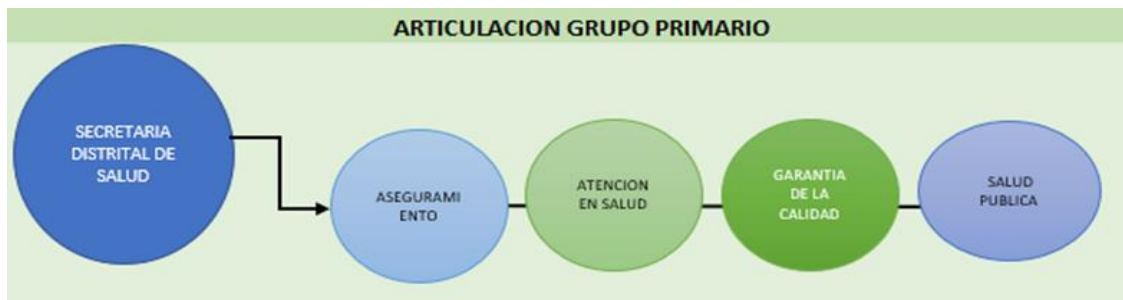 ARTICULACION GRUPO PRIMARIO
SECRETARIA
DISTRITAL DE
SALUD
ASEGURAMI
ENTO
ATENCION
EN SALUD
GARANTIA
DE LA
CALIDAD
SALUD
PUBLICA